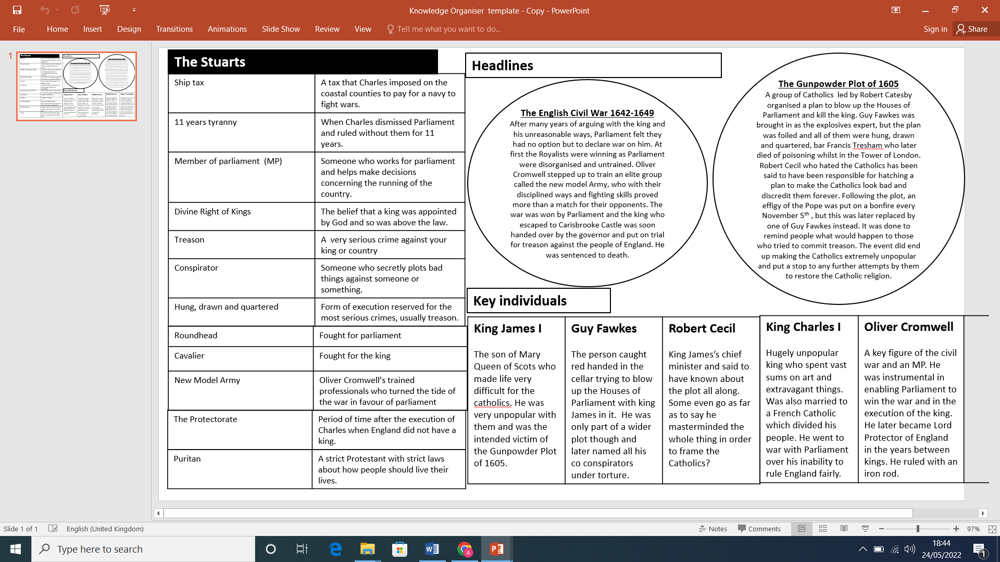 Knowledge Organiser  template - Copy - PowerPoint
File
Home
Insert
Design
Transitions
Animations
Slide Show
Review
View
Tell me what you want to do...
Sign in
Share
1
The Stuarts
Ship tax
A tax that Charles imposed on the
coastal counties to pay for a navy to
fight wars.
11 years tyranny
When Charles dismissed Parliament
and ruled without them for 11
years.
Member of parliament  (MP)
Someone who works for parliament
and helps make decisions
concerning the running of the
country.
Divine Right of Kings
The belief that a king was appointed
by God and so was above the law.
Treason
A  very serious crime against your
king or country
Conspirator
Someone who secretly plots bad
things against someone or
something.
Hung, drawn and quartered
Form of execution reserved for the
most serious crimes, usually treason.
Roundhead
Fought for parliament
Cavalier
Fought for the king
New Model Army
Oliver Cromwell’s trained
professionals who turned the tide of
the war in favour of parliament
The Protectorate
Period of time after the execution of
Charles when England did not have a
king.
Puritan
A strict Protestant with strict laws
about how people should live their
lives.
Headlines
The English Civil War 1642-1649
After many years of arguing with the king and
his unreasonable ways, Parliament felt they
had no option but to declare war on him. At
first the Royalists were winning as Parliament
were disorganised and untrained. Oliver
Cromwell stepped up to train an elite group
called the new model Army, who with their
disciplined ways and fighting skills proved
more than a match for their opponents. The
war was won by Parliament and the king who
escaped to Carisbrooke Castle was soon
handed over by the governor and put on trial
for treason against the people of England. He
was sentenced to death.
The Gunpowder Plot of 1605
A group of Catholics  led by Robert Catesby
organised a plan to blow up the Houses of
Parliament and kill the king. Guy Fawkes was
brought in as the explosives expert, but the plan
was foiled and all of them were hung, drawn
and quartered, bar Francis Tresham who later
died of poisoning whilst in the Tower of London.
Robert Cecil who hated the Catholics has been
said to have been responsible for hatching a
plan to make the Catholics look bad and
discredit them forever. Following the plot, an
effigy of the Pope was put on a bonfire every
November 5th , but this was later replaced by
one of Guy Fawkes instead. It was done to
remind people what would happen to those
who tried to commit treason. The event did end
up making the Catholics extremely unpopular
and put a stop to any further attempts by them
to restore the Catholic religion.
Key individuals
King James I
The son of Mary
Queen of Scots who
made life very
difficult for the
catholics. He was
very unpopular with
them and was the
intended victim of
the Gunpowder Plot
of 1605.
Guy Fawkes
The person caught
red handed in the
cellar trying to blow
up the Houses of
Parliament with king
James in it.  He was
only part of a wider
plot though and
later named all his
co conspirators
under torture.
Robert Cecil
King James’s chief
minister and said to
have known about
the plot all along.
Some even go as far
as to say he
masterminded the
whole thing in order
to frame the
Catholics?
King Charles I
Hugely unpopular
king who spent vast
sums on art and
extravagant things.
Was also married to
a French Catholic
which divided his
people. He went to
war with Parliament
over his inability to
rule England fairly.
Oliver Cromwell
A key figure of the civil
war and an MP. He
was instrumental in
enabling Parliament to
win the war and in the
execution of the king.
He later became Lord
Protector of England
in the years between
kings. He ruled with an
iron rod.
Slide 1 of 1
English (United Kingdom)
Notes
Comments
97%
Type here to search
18:44
24/05/2022
1